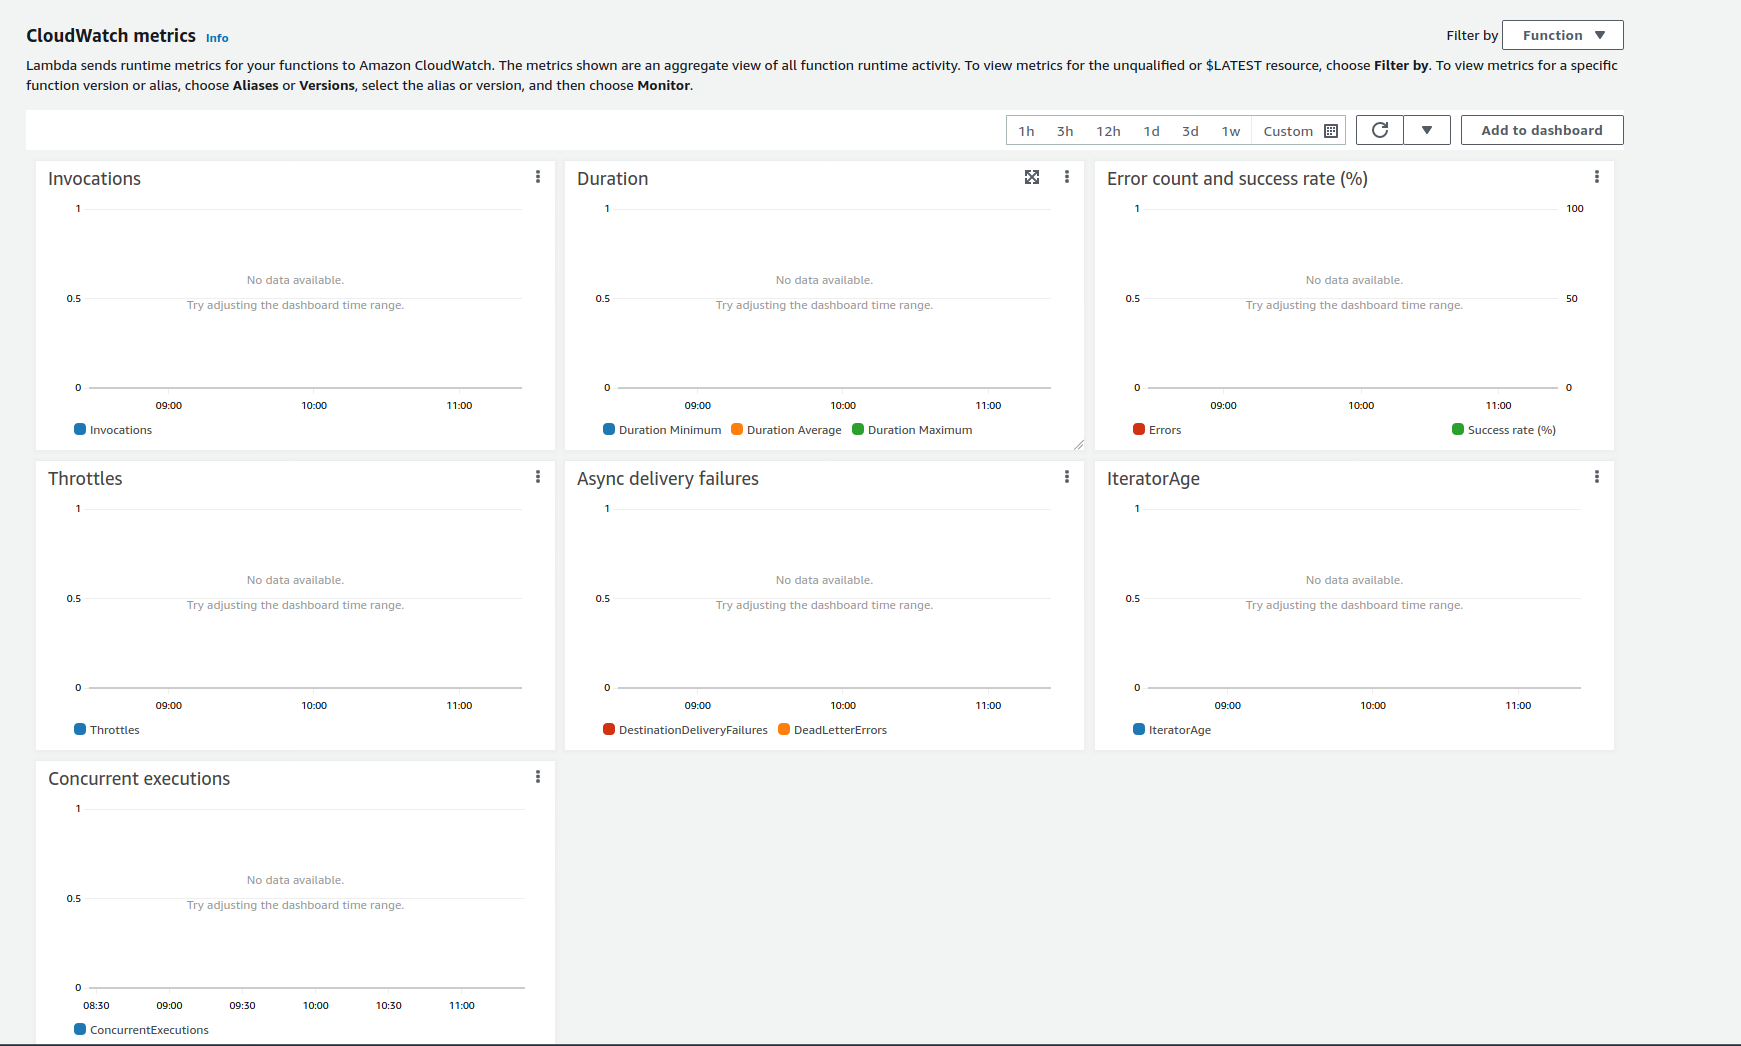 CloudWatch metrics Info
Filter by Function
Lambda sends runtime metrics for your functions to Amazon CloudWatch. The metrics shown are an aggregate view of all function runtime activity. To view metrics for the unqualified or $LATEST resource, choose Filter by. To view metrics for a specific
function version or alias, choose Aliases or Versions, select the alias or version, and then choose Monitor.
1h 3h 12h 1d 3d 1w Custom Add to dashboard
Invocations
1
No data available.
0.5
Try adjusting the dashboard time range.
0
09:00 10:00 11:00
Invocations
Duration
1
No data available.
0.5
Try adjusting the dashboard time range.
0
09:00 10:00 11:00
Duration Minimum Duration Average Duration Maximum
Error count and success rate (%)
1 100
No data available.
0.5 50
Try adjusting the dashboard time range.
0 0
09:00 10:00 11:00
Errors Success rate (%)
Throttles
1
No data available.
0.5
Try adjusting the dashboard time range.
0
09:00 10:00 11:00
Throttles
Async delivery failures
1
No data available.
0.5
Try adjusting the dashboard time range.
0
09:00 10:00 11:00
DestinationDeliveryFailures DeadLetterErrors
IteratorAge
1
No data available.
0.5
Try adjusting the dashboard time range.
0
09:00 10:00 11:00
IteratorAge
Concurrent executions
1
No data available.
0.5
Try adjusting the dashboard time range.
0
08:30 09:00 09:30 10:00 10:30 11:00
ConcurrentExecutions